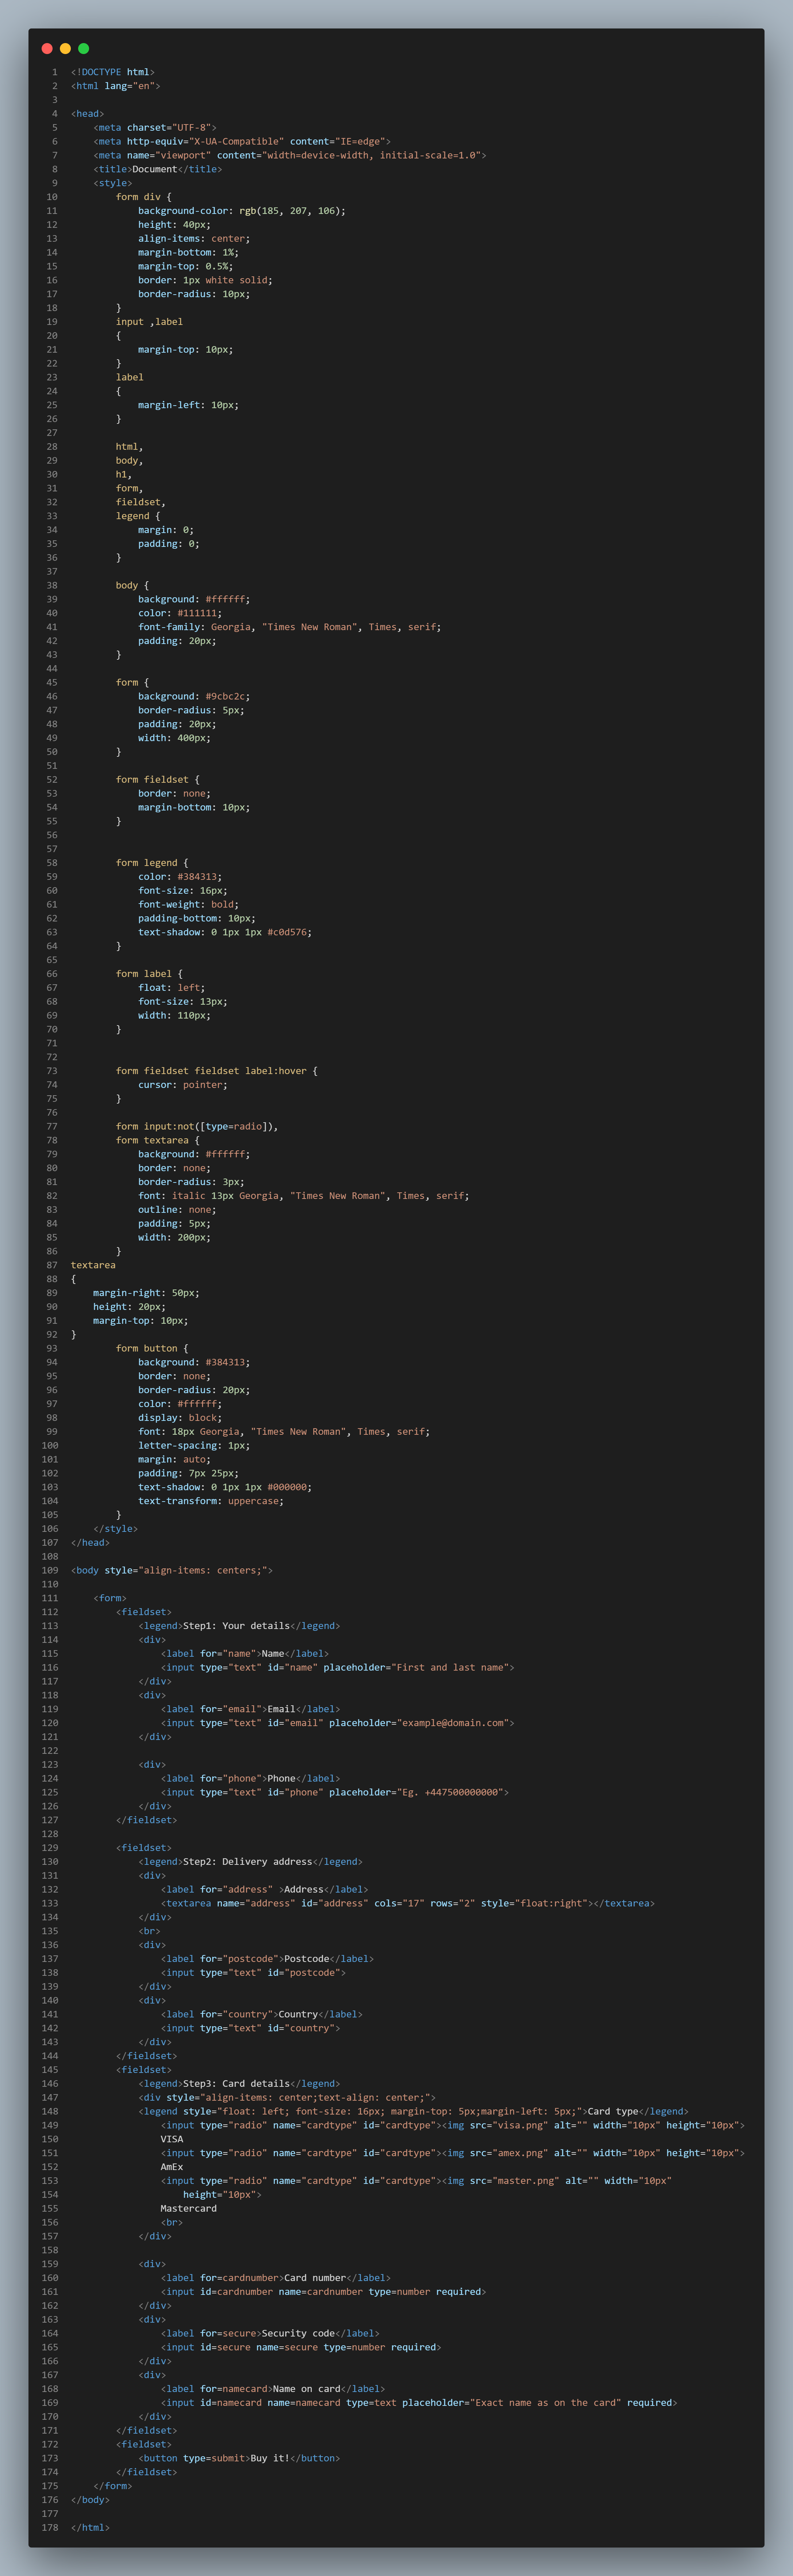 1 <!DOCTYPE html>
2 <html lang="en">
3
4 <head>
5     <meta charset="UTF-8">
6     <meta http-equiv="X-UA-Compatible" content="IE=edge">
7     <meta name="viewport" content="width=device-width, initial-scale=1.0">
8     <title>Document</title>
9     <style>
10         form div {
11             background-color: rgb(185, 207, 106);
12             height: 40px;
13             align-items: center;
14             margin-bottom: 1%;
15             margin-top: 0.5%;
16             border: 1px white solid;
17             border-radius: 10px;
18         }
19         input ,label
20         {
21             margin-top: 10px;
22         }
23         label
24         {
25             margin-left: 10px;
26         }
27
28         html,
29         body,
30         h1,
31         form,
32         fieldset,
33         legend {
34             margin: 0;
35             padding: 0;
36         }
37
38         body {
39             background: #ffffff;
40             color: #111111;
41             font-family: Georgia, "Times New Roman", Times, serif;
42             padding: 20px;
43         }
44
45         form {
46             background: #9cbc2c;
47             border-radius: 5px;
48             padding: 20px;
49             width: 400px;
50         }
51
52         form fieldset {
53             border: none;
54             margin-bottom: 10px;
55         }
56
57
58         form legend {
59             color: #384313;
60             font-size: 16px;
61             font-weight: bold;
62             padding-bottom: 10px;
63             text-shadow: 0 1px 1px #c0d576;
64         }
65
66         form label {
67             float: left;
68             font-size: 13px;
69             width: 110px;
70         }
71
72
73         form fieldset fieldset label:hover {
74             cursor: pointer;
75         }
76
77         form input:not([type=radio]),
78         form textarea {
79             background: #ffffff;
80             border: none;
81             border-radius: 3px;
82             font: italic 13px Georgia, "Times New Roman", Times, serif;
83             outline: none;
84             padding: 5px;
85             width: 200px;
86         }
87 textarea
88 {
89     margin-right: 50px;
90     height: 20px;
91     margin-top: 10px;
92 }
93         form button {
94             background: #384313;
95             border: none;
96             border-radius: 20px;
97             color: #ffffff;
98             display: block;
99             font: 18px Georgia, "Times New Roman", Times, serif;
100             letter-spacing: 1px;
101             margin: auto;
102             padding: 7px 25px;
103             text-shadow: 0 1px 1px #000000;
104             text-transform: uppercase;
105         }
106     </style>
107 </head>
108
109 <body style="align-items: centers;">
110
111     <form>
112         <fieldset>
113             <legend>Step1: Your details</legend>
114             <div>
115                 <label for="name">Name</label>
116                 <input type="text" id="name" placeholder="First and last name">
117             </div>
118             <div>
119                 <label for="email">Email</label>
120                 <input type="text" id="email" placeholder="example@domain.com">
121             </div>
122
123             <div>
124                 <label for="phone">Phone</label>
125                 <input type="text" id="phone" placeholder="Eg. +447500000000">
126             </div>
127         </fieldset>
128
129         <fieldset>
130             <legend>Step2: Delivery address</legend>
131             <div>
132                 <label for="address" >Address</label>
133                 <textarea name="address" id="address" cols="17" rows="2" style="float:right"></textarea>
134             </div>
135             <br>
136             <div>
137                 <label for="postcode">Postcode</label>
138                 <input type="text" id="postcode">
139             </div>
140             <div>
141                 <label for="country">Country</label>
142                 <input type="text" id="country">
143             </div>
144         </fieldset>
145         <fieldset>
146             <legend>Step3: Card details</legend>
147             <div style="align-items: center;text-align: center;">
148             <legend style="float: left; font-size: 16px; margin-top: 5px;margin-left: 5px;">Card type</legend>
149                 <input type="radio" name="cardtype" id="cardtype"><img src="visa.png" alt="" width="10px" height="10px">
150                 VISA
151                 <input type="radio" name="cardtype" id="cardtype"><img src="amex.png" alt="" width="10px" height="10px">
152                 AmEx
153                 <input type="radio" name="cardtype" id="cardtype"><img src="master.png" alt="" width="10px"
154                     height="10px">
155                 Mastercard
156                 <br>
157             </div>
158
159             <div>
160                 <label for=cardnumber>Card number</label>
161                 <input id=cardnumber name=cardnumber type=number required>
162             </div>
163             <div>
164                 <label for=secure>Security code</label>
165                 <input id=secure name=secure type=number required>
166             </div>
167             <div>
168                 <label for=namecard>Name on card</label>
169                 <input id=namecard name=namecard type=text placeholder="Exact name as on the card" required>
170             </div>
171         </fieldset>
172         <fieldset>
173             <button type=submit>Buy it!</button>
174         </fieldset>
175     </form>
176 </body>
177
178 </html>